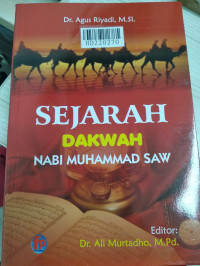 Dr. Agus Riyadi, M.SI.
SEJARAH
DAKWAH
NABI MUHAMMAD SAW
Editor:
Dr. Ali Murtadho, M.Pd.